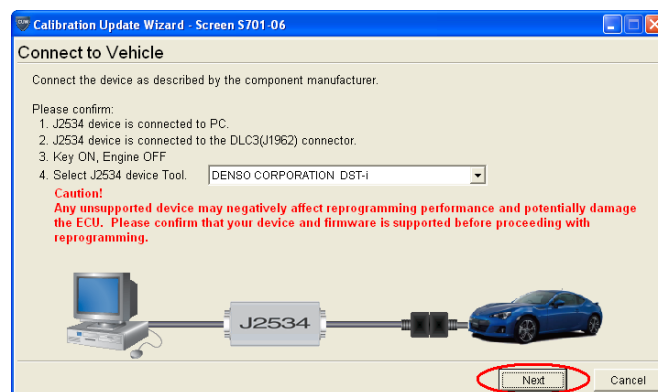 CUW Calibration Update Wizard - Screen S701-06
Connect to Vehicle
Connect the device as described by the component manufacturer.
Please confirm:
1. J2534 device is connected to PC.
2. J2534 device is connected to the DLC3(J1962) connector.
3. Key ON, Engine OFF
4. Select J2534 device Tool. DENSO CORPORATION DST-i
Caution!
Any unsupported device may negatively affect reprogramming performance and potentially damage
the ECU. Please confirm that your device and firmware is supported before proceeding with
reprogramming.
J2534
Next Cancel